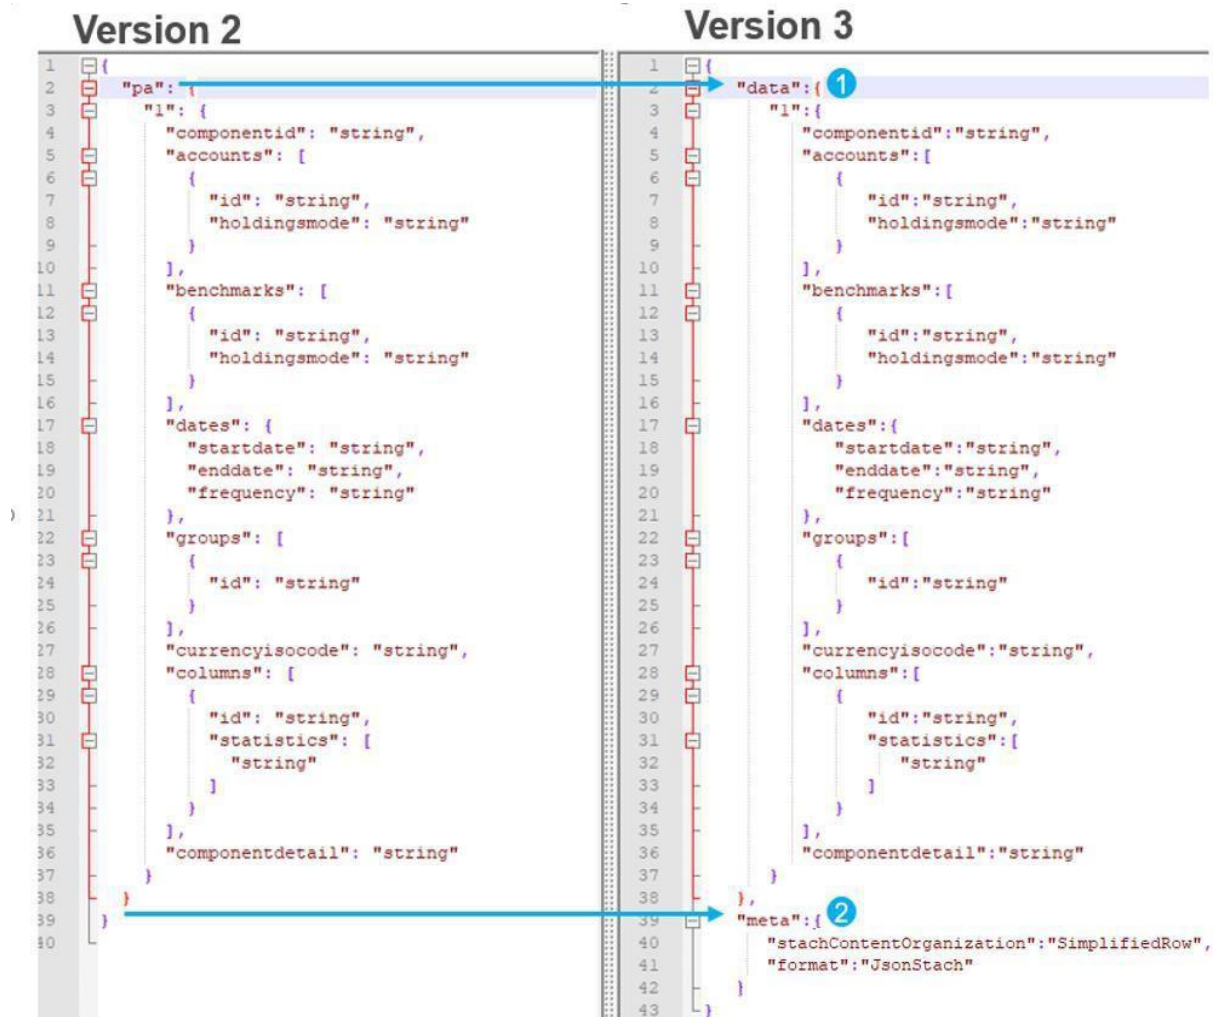 Version 2
1 {
2 "pa": {
3 "1": {
4 "componentid": "string",
5 "accounts": [
6 {
7 "id": "string",
8 "holdingsmode": "string"
9 }
10 ],
11 "benchmarks": [
12 {
13 "id": "string",
14 "holdingsmode": "string"
15 }
16 ],
17 "dates": {
18 "startdate": "string",
19 "enddate": "string",
20 "frequency": "string"
21 },
22 "groups": [
23 {
24 "id": "string"
25 }
26 ],
27 "currencyisocode": "string",
28 "columns": [
29 {
30 "id": "string",
31 "statistics": [
32 "string"
33 ]
34 }
35 ],
36 "componentdetail": "string"
37 }
38 }
39 }
40
Version 3
1 {
2 "data":{ 1
3 "1":{
4 "componentid":"string",
5 "accounts":[
6 {
7 "id":"string",
8 "holdingsmode":"string"
9 }
10 ],
11 "benchmarks":[
12 {
13 "id":"string",
14 "holdingsmode":"string"
15 }
16 ],
17 "dates":{
18 "startdate":"string",
19 "enddate":"string",
20 "frequency":"string"
21 },
22 "groups":[
23 {
24 "id":"string"
25 }
26 ],
27 "currencyisocode":"string",
28 "columns":[
29 {
30 "id":"string",
31 "statistics":[
32 "string"
33 ]
34 }
35 ],
36 "componentdetail":"string"
37 }
38 },
39 "meta":{ 2
40 "stachContentOrganization":"SimplifiedRow",
41 "format":"JsonStach"
42 }
43 }